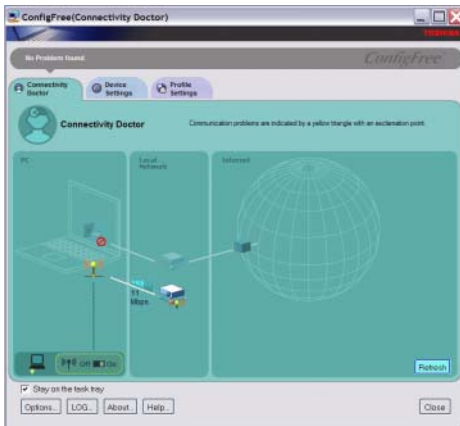 ConfigFree(Connectivity Doctor)
TOSHIBA
No Problem found.
ConfigFree
Connectivity Doctor
Device Settings
Profile Settings
Connectivity Doctor
Communication problems are indicated by a yellow triangle with an exclamation point.
PC
Local Network
Internet
11
Mbps
Off
On
Refresh
Stay on the task tray
Options...
LOG...
About...
Help...
Close